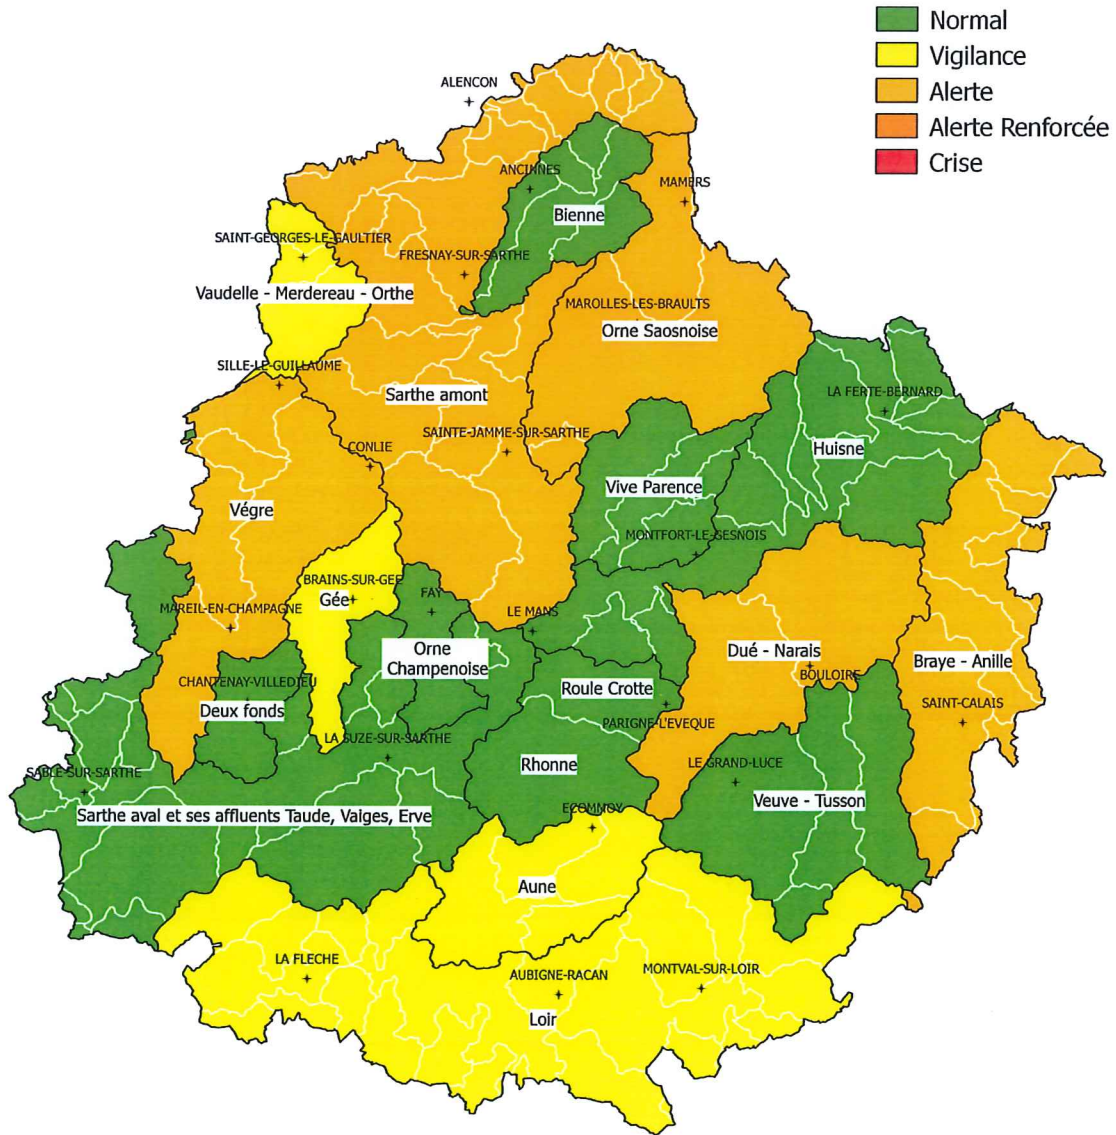 Normal
Vigilance
Alerte
Alerte Renforcée
Crise
ALENCON
ANCINNES
MAMERS
Bienne
SAINT-GEORGES-LE-GAULTIER
FRESNAY-SUR-SARTHE
Vaudelle - Merdereau - Orthe
MAROLLES-LES-BRAULTS
Orne Saosnoise
SILLE-LE-GUILLAUME
Sarthe amont
LA FERTE-BERNARD
SAINTE-JAMME-SUR-SARTHE
CONLIE
Huisne
Vive Parence
Végre
MONTFORT-LE-GESNOIS
BRAINS-SUR-GEE
Gée
FAY
MAREIL-EN-CHAMPAGNE
LE MANS
Orne
Champenoise
Dué - Narais
Braye - Anille
BOULOIRE
CHANTENAY-VILLEDIEU
Deux fonds
Roule Crotte
SAINT-CALAIS
PARIGNE-L'EVEQUE
LA SUZE-SUR-SARTHE
Rhonne
LE GRAND-LUCE
SABLE-SUR-SARTHE
Veuve - Tusson
ECOMMOY
Sarthe aval et ses affluents Taude, Vaiges, Erve
Aune
LA FLECHE
AUBIGNE-RACAN
MONTVAL-SUR-LOIR
Loir